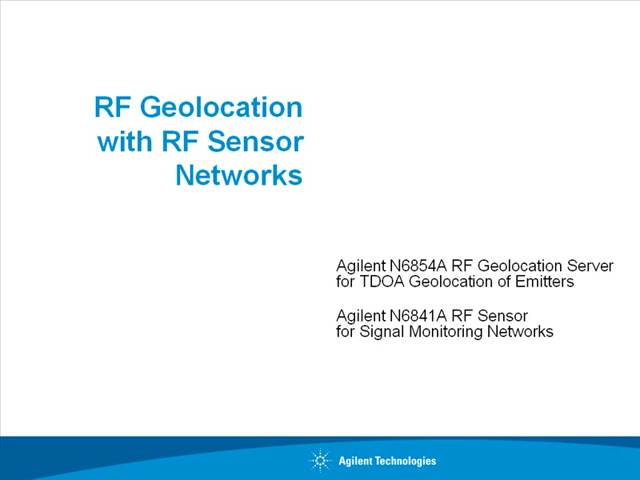 RF Geolocation
with RF Sensor
Networks
Agilent N6854A RF Geolocation Server
for TDOA Geolocation of Emitters
Agilent N6841A RF Sensor
for Signal Monitoring Networks
Agilent Technologies